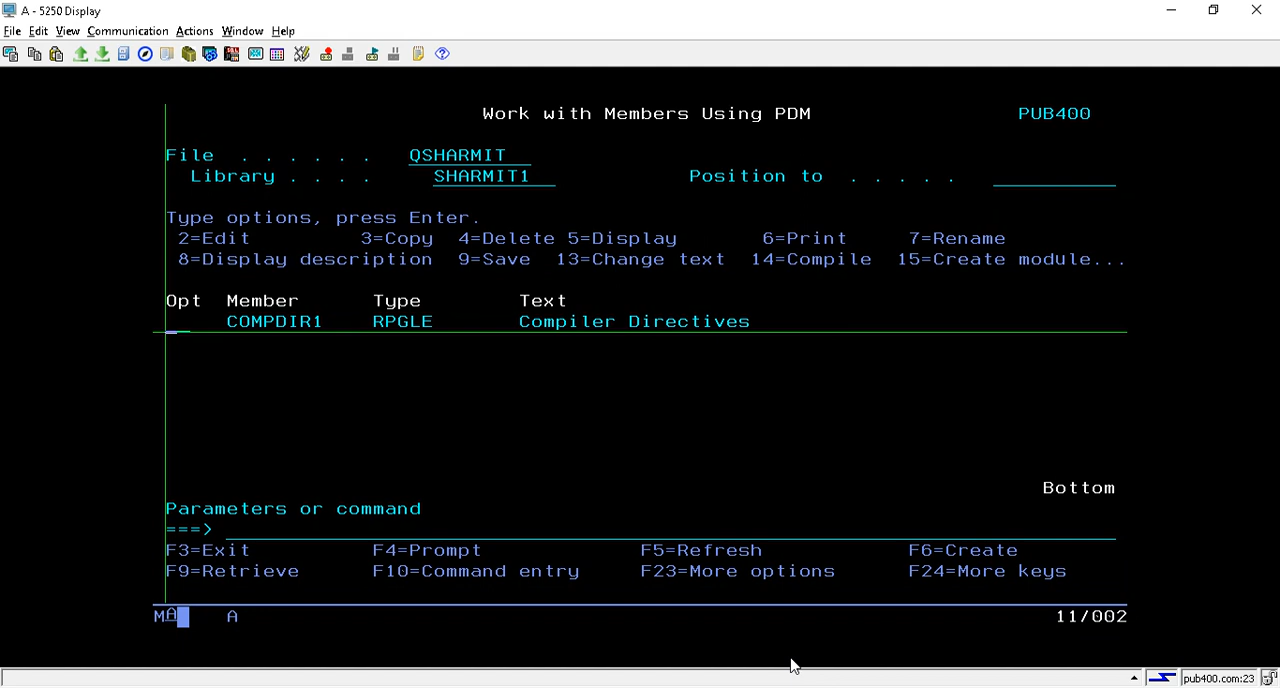 A - 5250 Display
File Edit View Communication Actions Window Help
Work with Members Using PDM PUB400
File . . . . . . QSHARMIT
Library . . . . SHARMIT1 Position to . . . . .
Type options, press Enter.
2=Edit 3=Copy 4=Delete 5=Display 6=Print 7=Rename
8=Display description 9=Save 13=Change text 14=Compile 15=Create module...
Opt Member Type Text
COMPDIR1 RPGLE Compiler Directives
Bottom
Parameters or command
===>
F3=Exit F4=Prompt F5=Refresh F6=Create
F9=Retrieve F10=Command entry F23=More options F24=More keys
MA A 11/002
pub400.com:23